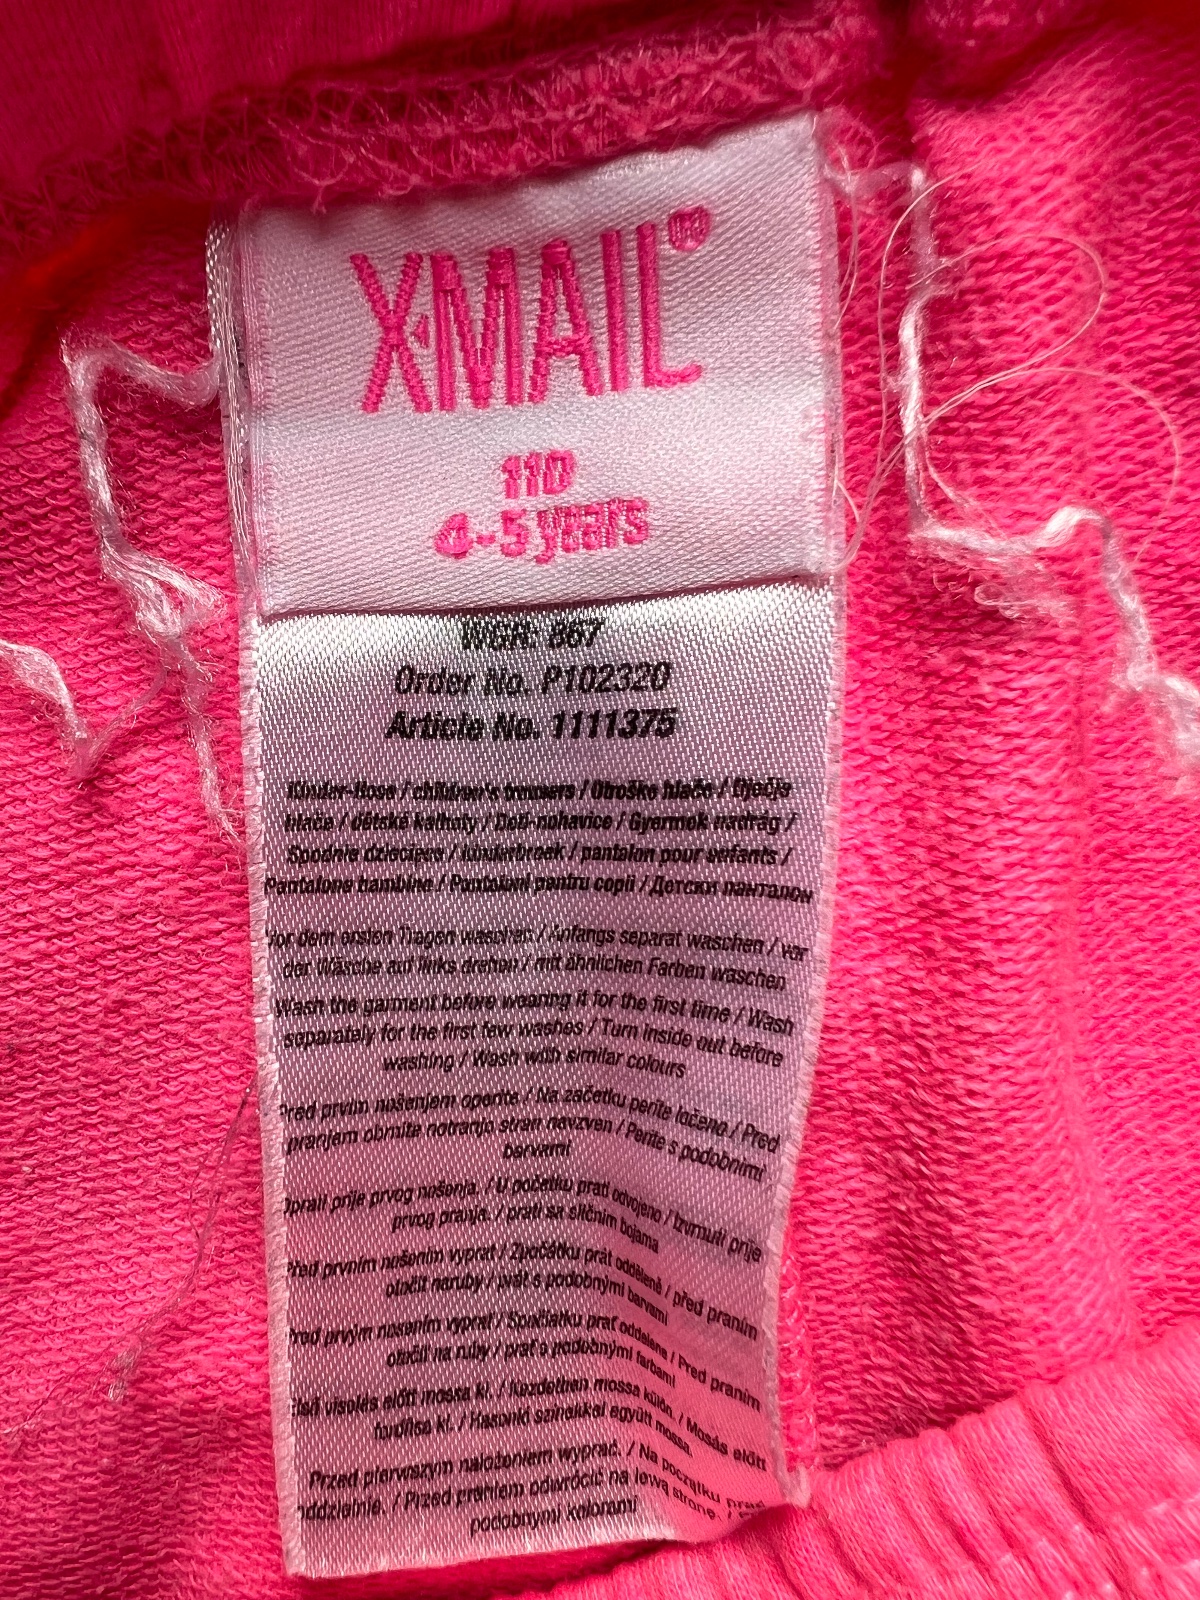 X-MAIL®
110
4-5 years
WGR: 867
Order No. P102320
Article No. 1111375
Kinder-Hose / children's trousers / Otroške hlače / Dječje
hlače / dětské kalhoty / Deti-nohavice / Gyermek nadrág /
Spodnie dziecięce / kinderbroek / pantalon pour enfants /
Pantalone bambino / Pantaloni pentru copii / Детски панталон
Vor dem ersten Tragen waschen / Anfangs separat waschen / vor
der Wäsche auf links drehen / mit ähnlichen Farben waschen
Wash the garment before wearing it for the first time / Wash
separately for the first few washes / Turn inside out before
washing / Wash with similar colours
Pred prvim nošenjem operite / Na začetku perite ločeno / Pred
pranjem obrnite notranjo stran navzven / Perite s podobnimi
barvami
Oprati prije prvog nošenja. / U početku prati odvojeno / Izvrnuti prije
prvog pranja. / prati sa sličnim bojama
Před prvním nošením vyprat / Zpočátku prát odděleně / před praním
otočit naruby / prát s podobnými barvami
Pred prvým nosením vyprať / Spočiatku prať oddelene / Pred praním
otočiť na ruby / prať s podobnými farbami
Első viselés előtt mossa ki. / Kezdetben mossa külön. / Mosás előtt
fordítsa ki. / Hasonló színekkel együtt mossa.
Przed pierwszym nałożeniem wyprać. / Na początku prać
oddzielnie. / Przed praniem odwrócić na lewą stronę. /
podobnymi kolorami